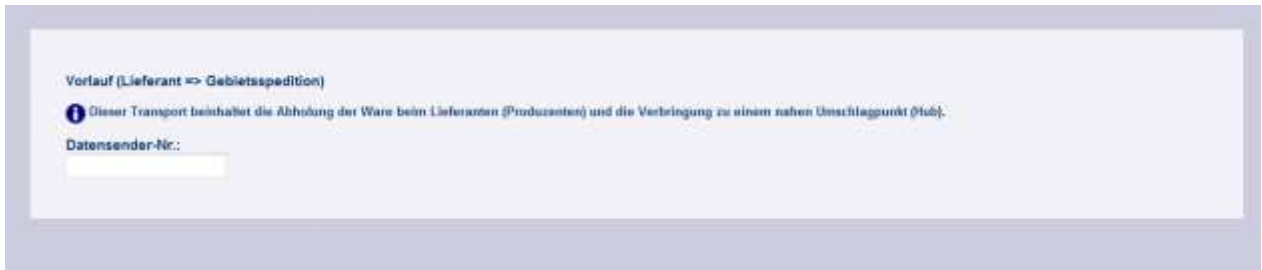 Vorlauf (Lieferant => Gebietsspedition)
Dieser Transport beinhaltet die Abholung der Ware beim Lieferanten (Produzenten) und die Verbringung zu einem nahen Umschlagpunkt (Hub).
Datensender-Nr.: